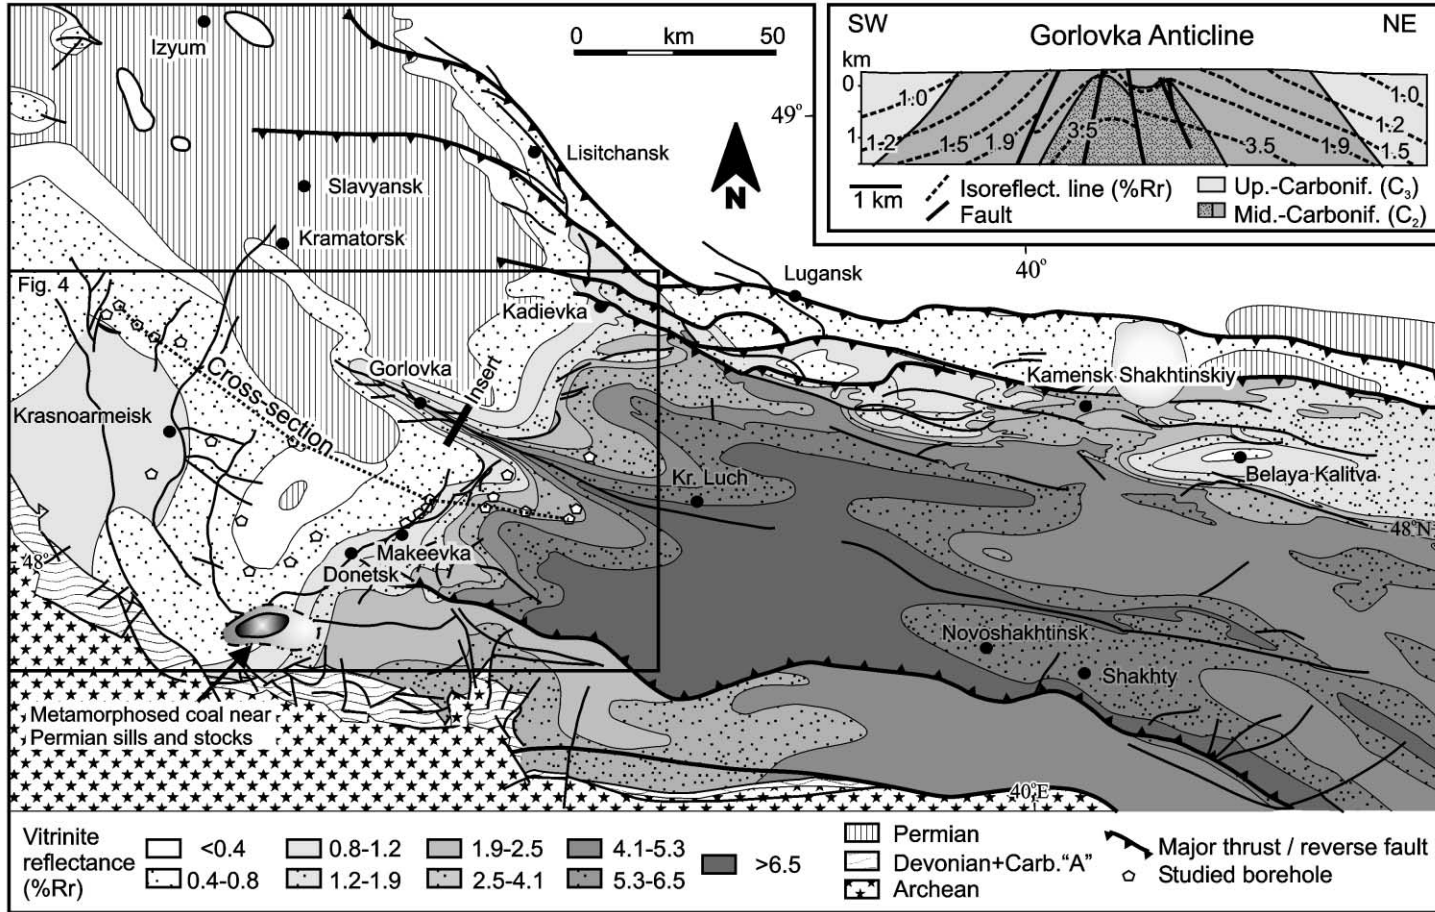 Izyum
0 km 50
49°
Lisitchansk
N
Slavyansk
Kramatorsk
SW NE
Gorlovka Anticline
km
0
1
1.0
1.2
1.5
1.9
3.5
3.5
1.9
1.0
1.2
1.5
1 km
Isoreflect. line (%Rr)
Fault
Up.-Carbonif. (C3)
Mid.-Carbonif. (C2)
40°
Lugansk
Fig. 4
Kadievka
Gorlovka
Insert
Cross-section
Krasnoarmeisk
Kamensk Shakhtinskiy
Kr. Luch
Belaya Kalitva
48°N
48°
Makeevka
Donetsk
Novoshakhtinsk
Shakhty
Metamorphosed coal near
Permian sills and stocks
40°E
Vitrinite
reflectance
(%Rr)
<0.4
0.4-0.8
0.8-1.2
1.2-1.9
1.9-2.5
2.5-4.1
4.1-5.3
5.3-6.5
>6.5
Permian
Devonian+Carb."A"
Archean
Major thrust / reverse fault
Studied borehole